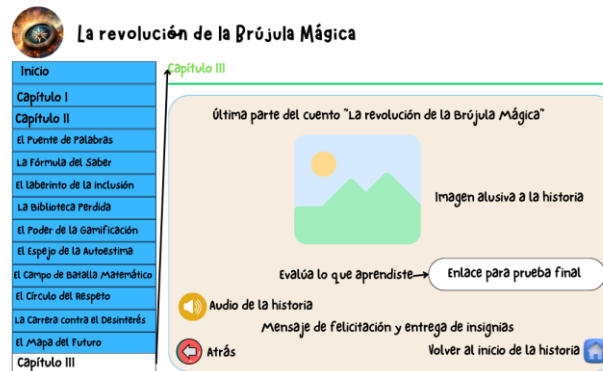 La revolución de la Brújula Mágica
Inicio
Capítulo I
Capítulo II
El Puente de Palabras
La Fórmula del Saber
El laberinto de la inclusión
La Biblioteca Perdida
El Poder de la Gamificación
El Espejo de la Autoestima
El Campo de Batalla Matemático
El Círculo del Respeto
La Carrera contra el Desinterés
El Mapa del Futuro
Capítulo III
Capítulo III
Última parte del cuento "La revolución de la Brújula Mágica"
Imagen alusiva a la historia
Evalúa lo que aprendiste
Enlace para prueba final
Audio de la historia
Mensaje de felicitación y entrega de insignias
Atrás
Volver al inicio de la historia